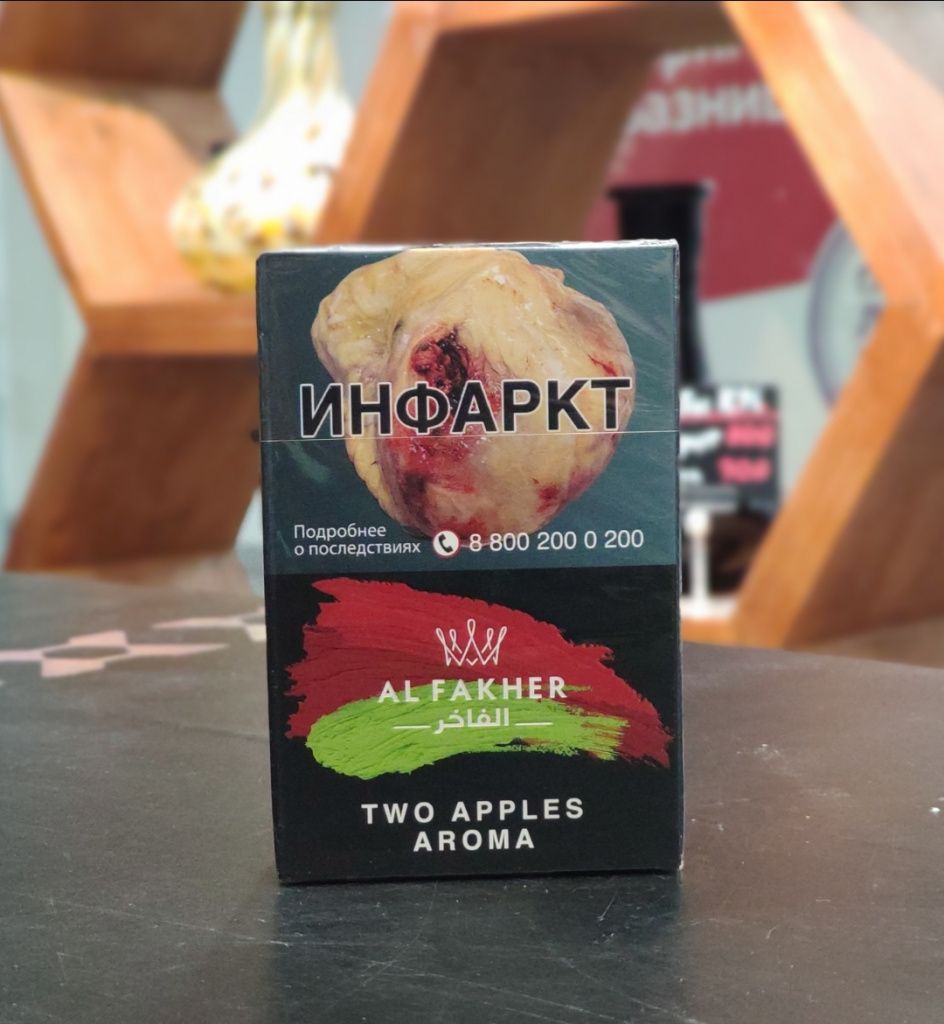 ИНФАРКТ
Подробнее
о последствиях
8 800 200 0 200
AL FAKHER
الفاخر
TWO APPLES
AROMA